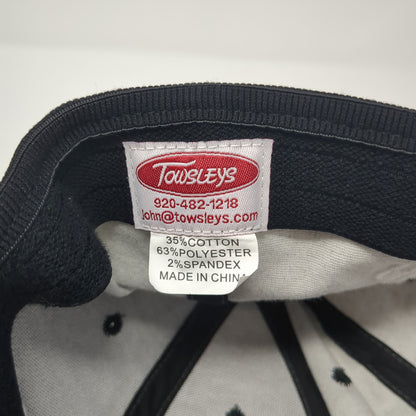 TOWSLEYS
920-482-1218
john@towsleys.com
35%COTTON
63%POLYESTER
2%SPANDEX
MADE IN CHINA